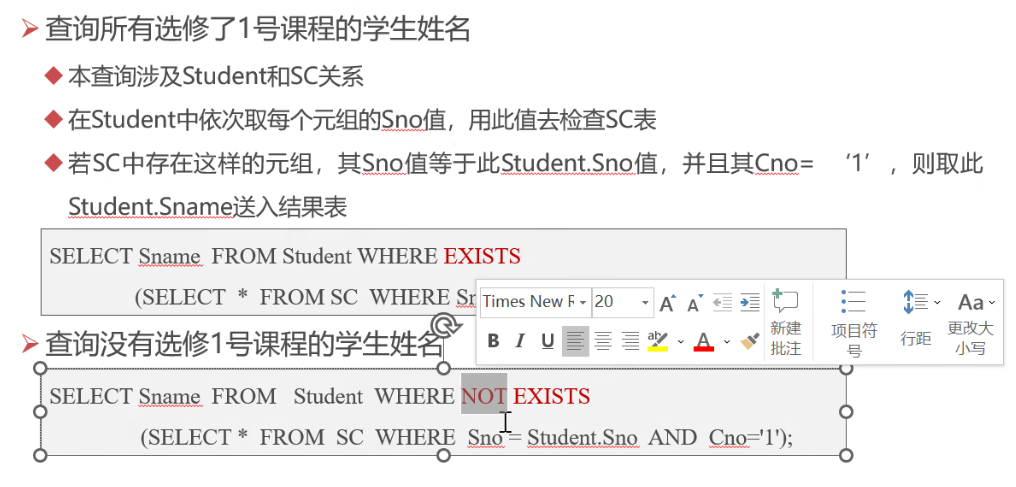 查询所有选修了1号课程的学生姓名
本查询涉及Student和SC关系
在Student中依次取每个元组的Sno值，用此值去检查SC表
若SC中存在这样的元组，其Sno值等于此Student.Sno值，并且其Cno= ‘1’ ，则取此
Student.Sname送入结果表
SELECT Sname FROM Student WHERE EXISTS
(SELECT * FROM SC WHERE
Times New R 20
新建
批注
项目符
号
行距
更改大
小写
B I U A
Aa
查询没有选修1号课程的学生姓名
SELECT Sname FROM Student WHERE NOT EXISTS
(SELECT * FROM SC WHERE Sno = Student.Sno AND Cno='1');